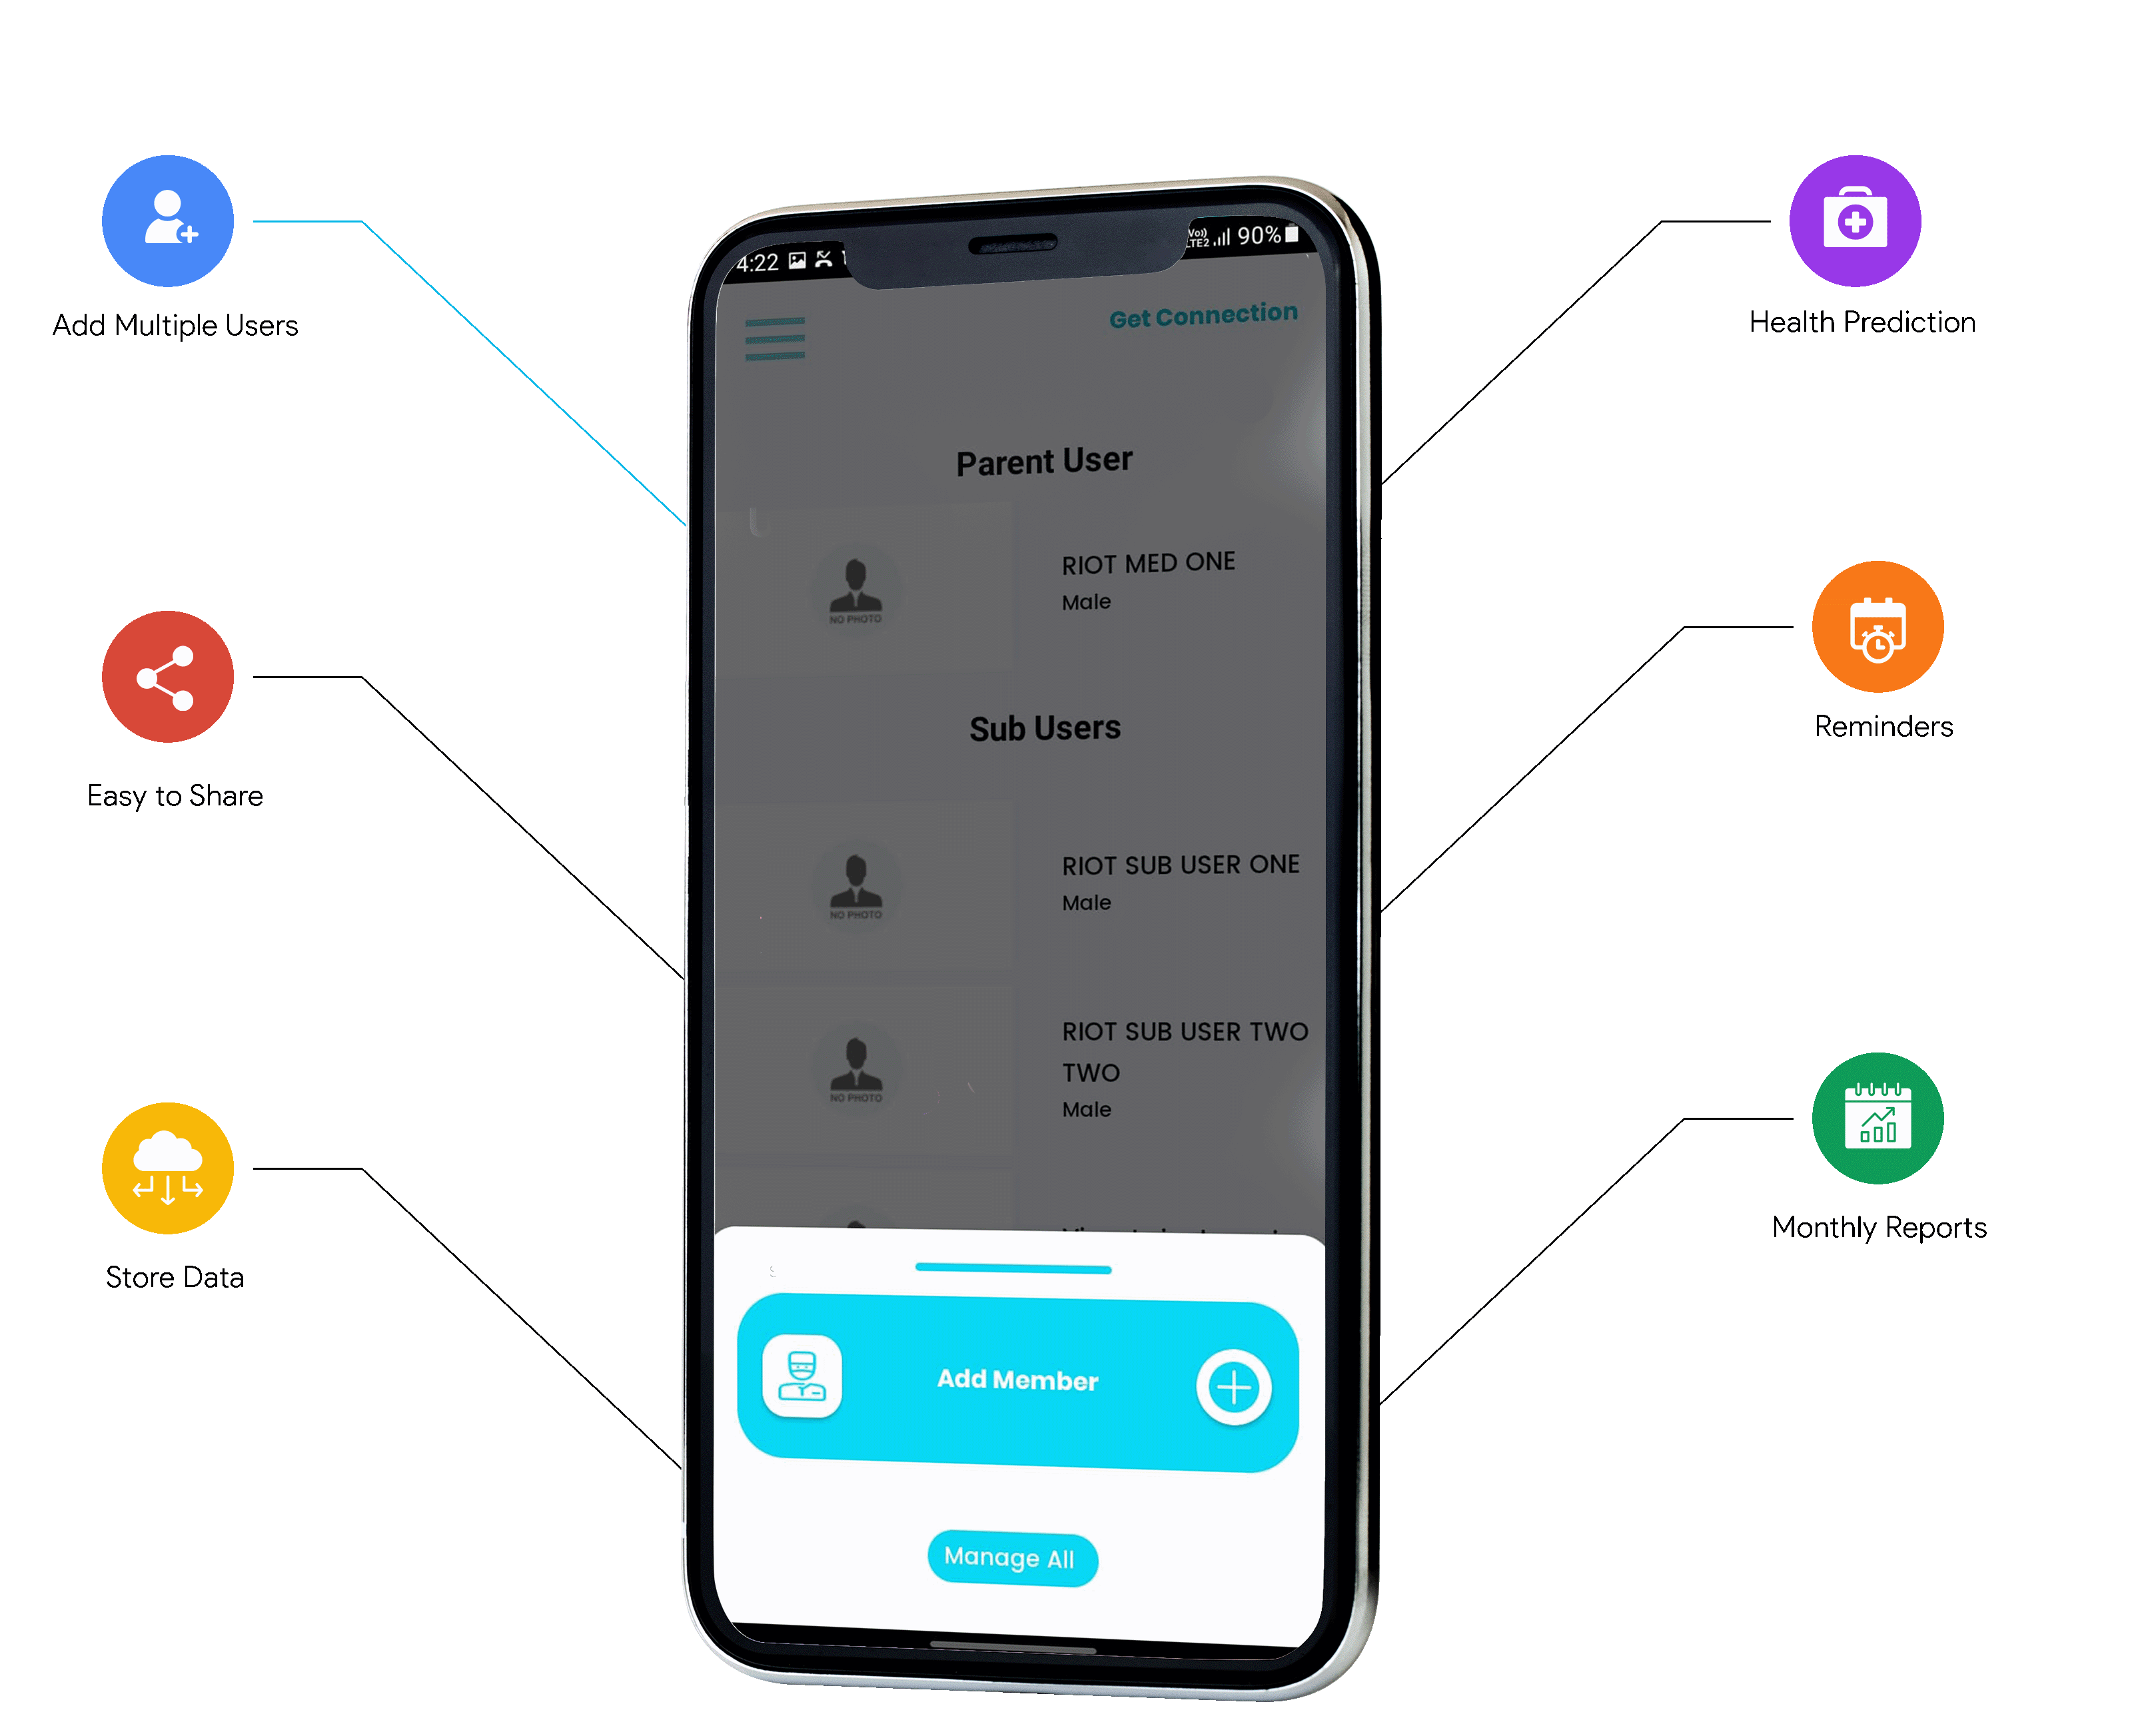 Add Multiple Users
Easy to Share
Store Data
4:22
Vo))
LTE2
90%
Get Connection
Parent User
NO PHOTO
RIOT MED ONE
Male
Sub Users
NO PHOTO
RIOT SUB USER ONE
Male
NO PHOTO
RIOT SUB USER TWO
TWO
Male
Add Member
Manage All
Health Prediction
Reminders
Monthly Reports